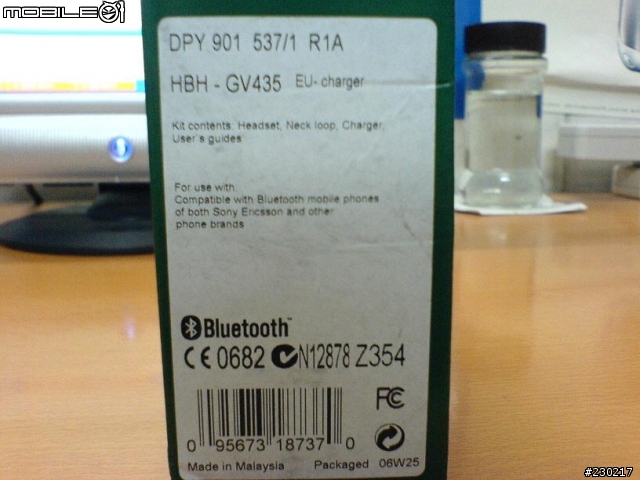 MOBILE01
DPY 901 537/1 R1A
HBH - GV435 EU- charger
Kit contents: Headset, Neck loop, Charger,
User's guides
For use with
Compatible with Bluetooth mobile phones
of both Sony Ericsson and other
phone brands
Bluetooth™
CE 0682 N12878 Z354
FC
0 95673 18737 0
Made in Malaysia Packaged 06W25
#230217